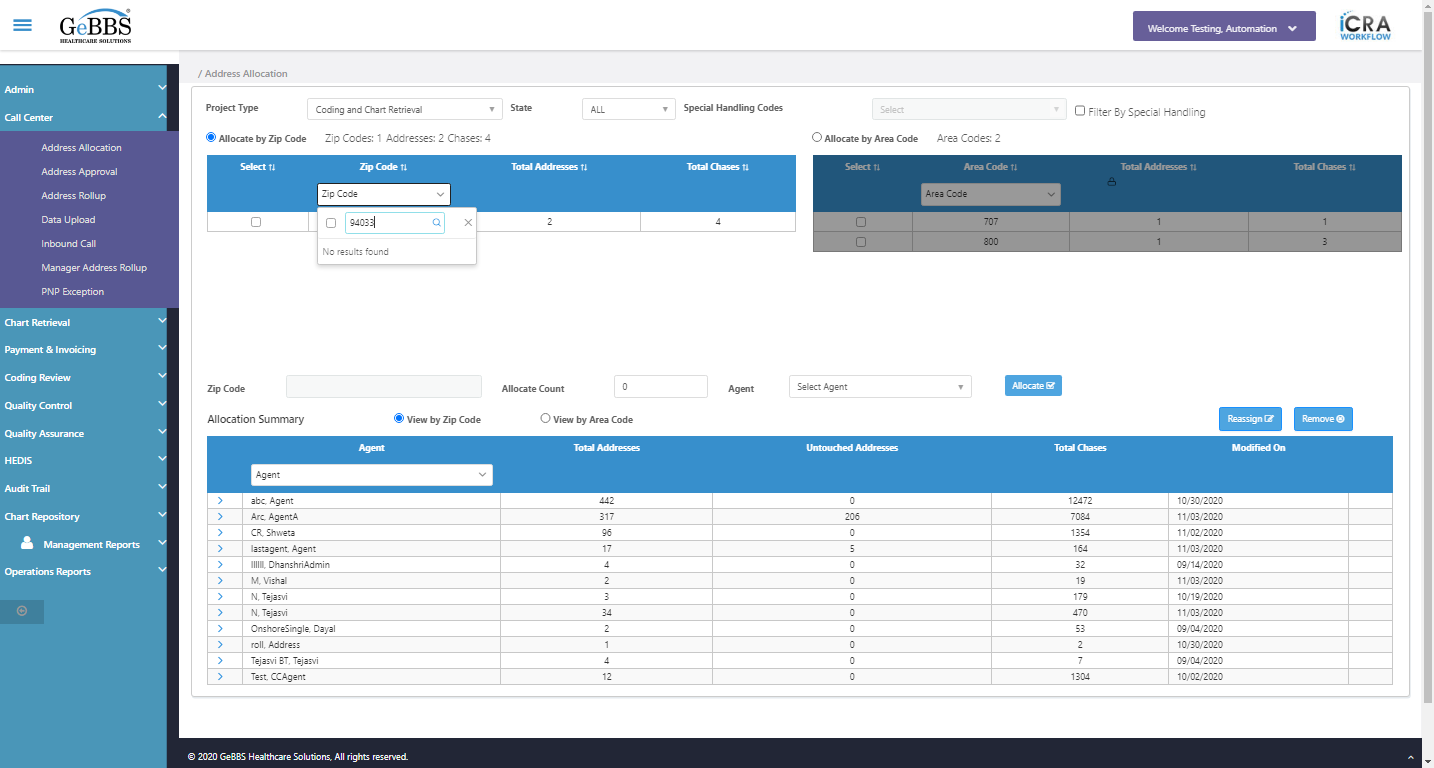 GeBBS
HEALTHCARE SOLUTIONS
Welcome Testing, Automation
iCRA
WORKFLOW
Admin
Call Center
Address Allocation
Address Approval
Address Rollup
Data Upload
Inbound Call
Manager Address Rollup
PNP Exception
Chart Retrieval
Payment & Invoicing
Coding Review
Quality Control
Quality Assurance
HEDIS
Audit Trail
Chart Repository
Management Reports
Operations Reports
/ Address Allocation
Project Type Coding and Chart Retrieval State ALL Special Handling Codes Select Filter By Special Handling
Allocate by Zip Code Zip Codes: 1 Addresses: 2 Chases: 4
Select Zip Code Total Addresses Total Chases
Zip Code
2 4
94033
No results found
Allocate by Area Code Area Codes: 2
Select Area Code Total Addresses Total Chases
Area Code
707 1 1
800 1 3
Zip Code Allocate Count 0 Agent Select Agent Allocate
Allocation Summary View by Zip Code View by Area Code Reassign Remove
Agent Total Addresses Untouched Addresses Total Chases Modified On
Agent
abc, Agent 442 0 12472 10/30/2020
Arc, AgentA 317 206 7084 11/03/2020
CR, Shweta 96 0 1354 11/02/2020
lastagent, Agent 17 5 164 11/03/2020
llllll, DhanshriAdmin 4 0 32 09/14/2020
M, Vishal 2 0 19 11/03/2020
N, Tejasvi 3 0 179 10/19/2020
N, Tejasvi 34 0 470 11/03/2020
OnshoreSingle, Dayal 2 0 53 09/04/2020
roll, Address 1 0 2 10/30/2020
Tejasvi BT, Tejasvi 4 0 7 09/04/2020
Test, CCAgent 12 0 1304 10/02/2020
© 2020 GeBBS Healthcare Solutions, All rights reserved.